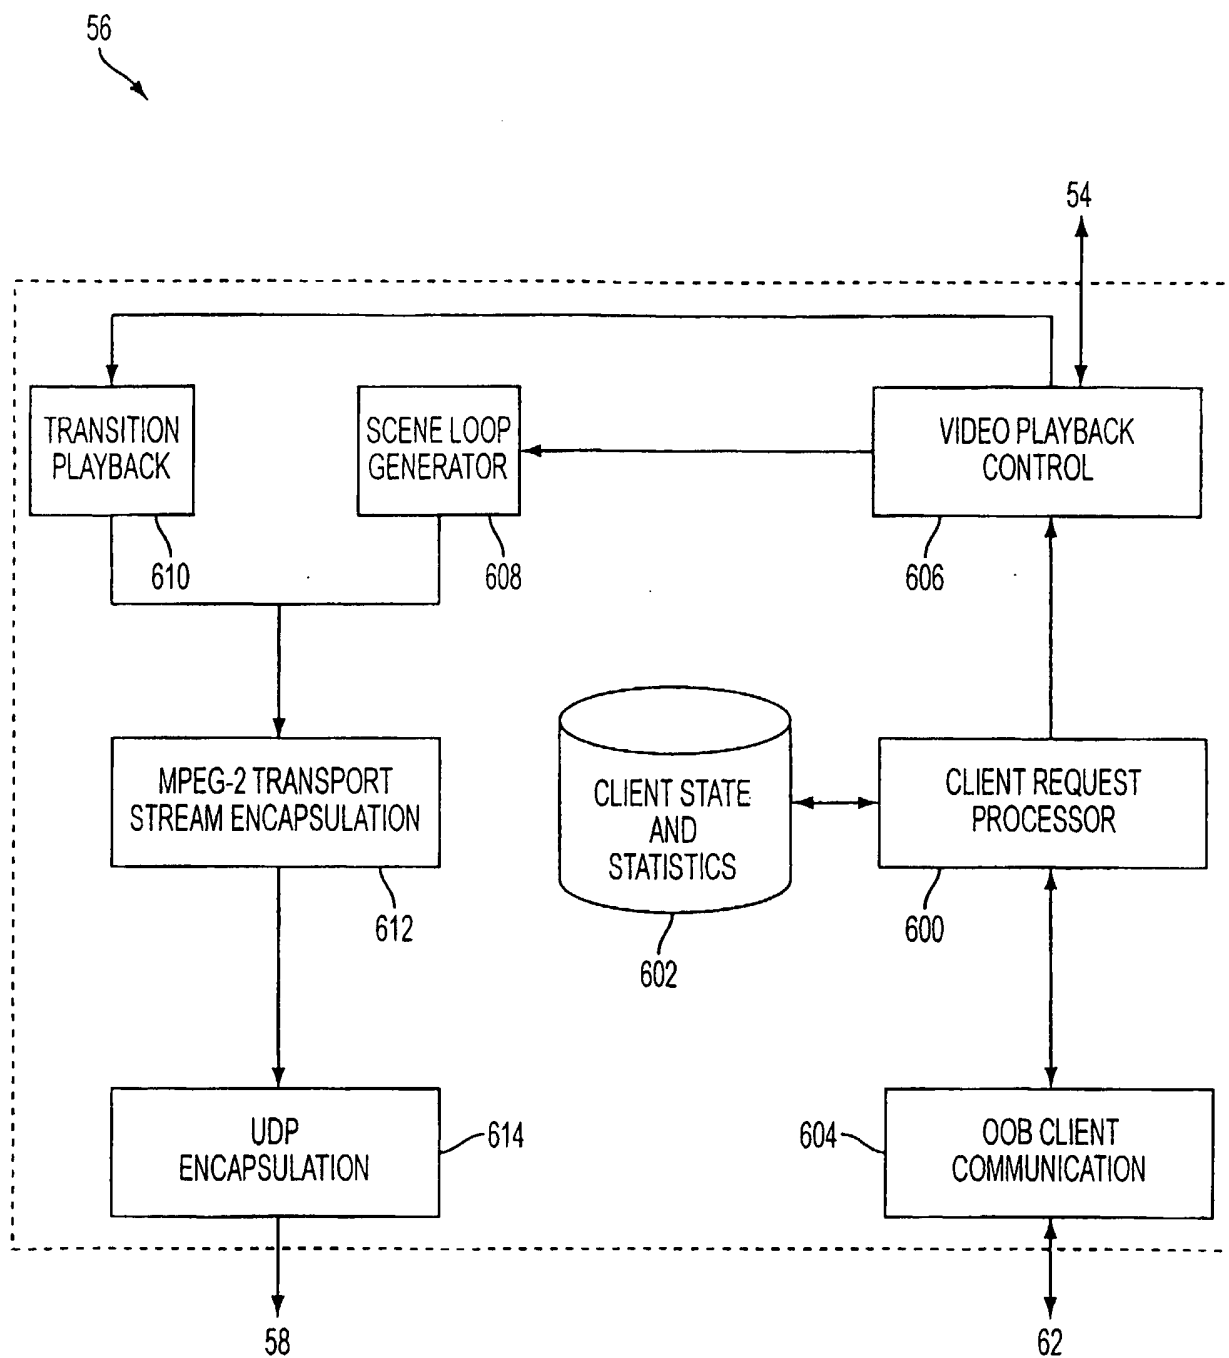 56
54
TRANSITION
PLAYBACK
610
SCENE LOOP
GENERATOR
608
VIDEO PLAYBACK
CONTROL
606
MPEG-2 TRANSPORT
STREAM ENCAPSULATION
612
CLIENT STATE
AND
STATISTICS
602
CLIENT REQUEST
PROCESSOR
600
UDP
ENCAPSULATION
614
604
OOB CLIENT
COMMUNICATION
58
62